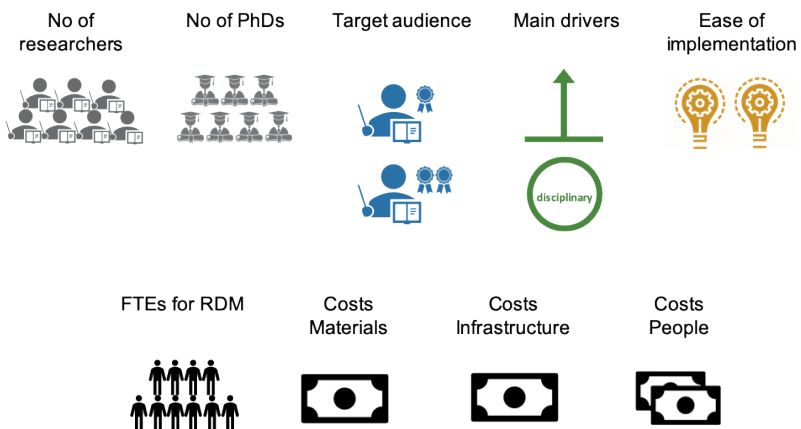 No of
researchers
No of PhDs
Target audience
Main drivers
Ease of
implementation
disciplinary
FTEs for RDM
Costs
Materials
Costs
Infrastructure
Costs
People